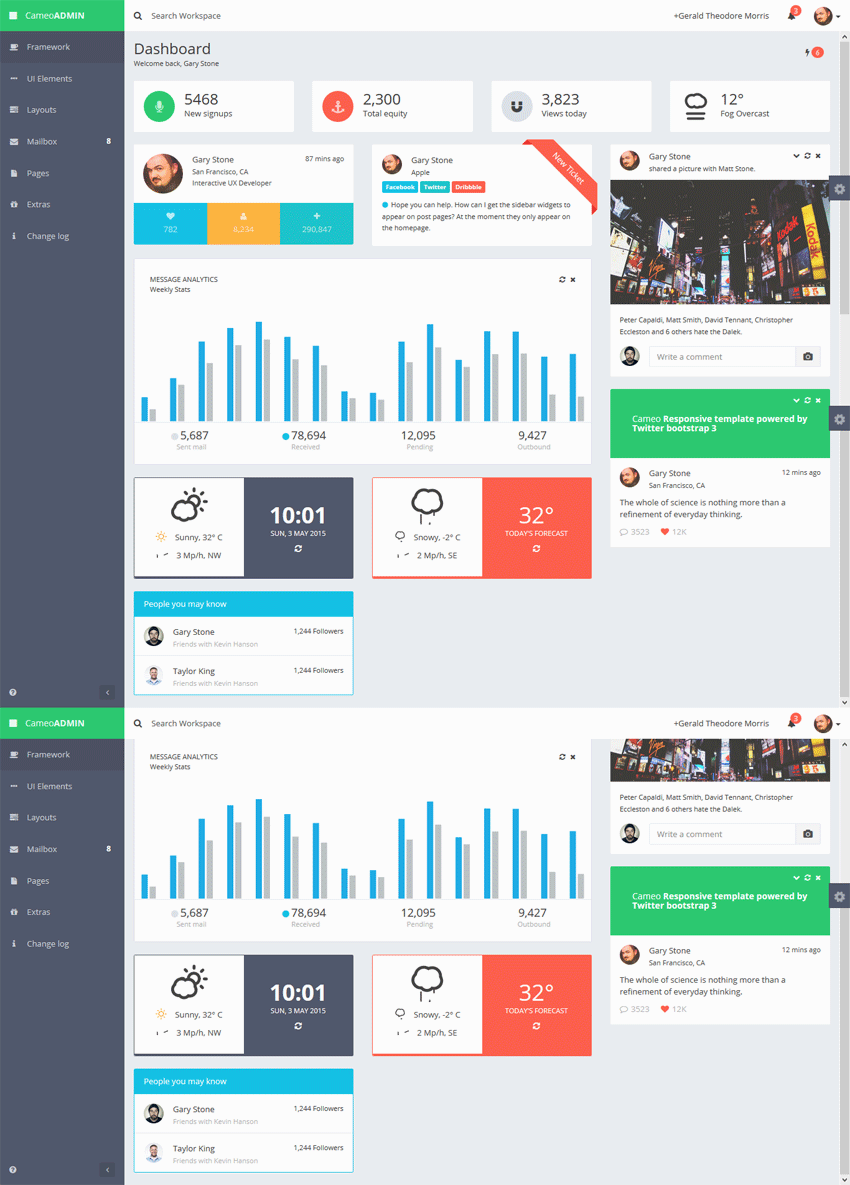 CameoADMIN
Search Workspace
+Gerald Theodore Morris
3
Framework
UI Elements
Layouts
Mailbox
8
Pages
Extras
Change log
Dashboard
Welcome back, Gary Stone
6
5468
New signups
2,300
Total equity
3,823
Views today
12°
Fog Overcast
Gary Stone
87 mins ago
San Francisco, CA
Interactive UX Developer
782
6,234
290,847
Gary Stone
Apple
Facebook
Twitter
Dribbble
New Ticket
Hope you can help. How can I get the sidebar widgets to
appear on post pages? At the moment they only appear on
the homepage.
Gary Stone
shared a picture with Matt Stone.
Kodak
Kodak
Peter Capaldi, Matt Smith, David Tennant, Christopher
Eccleston and 6 others hate the Dalek.
Write a comment
MESSAGE ANALYTICS
Weekly Stats
5,687
Sent mail
78,694
Received
12,095
Pending
9,427
Outbound
Cameo Responsive template powered by
Twitter bootstrap 3
Gary Stone
12 mins ago
San Francisco, CA
The whole of science is nothing more than a
refinement of everyday thinking.
3523
12K
Sunny, 32° C
3 Mp/h, NW
10:01
SUN, 3 MAY 2015
Snowy, -2° C
2 Mp/h, SE
32°
TODAY'S FORECAST
People you may know
Gary Stone
1,244 Followers
Friends with Kevin Hanson
Taylor King
1,244 Followers
Friends with Kevin Hanson
CameoADMIN
Search Workspace
+Gerald Theodore Morris
3
Framework
UI Elements
Layouts
Mailbox
8
Pages
Extras
Change log
MESSAGE ANALYTICS
Weekly Stats
5,687
Sent mail
78,694
Received
12,095
Pending
9,427
Outbound
Peter Capaldi, Matt Smith, David Tennant, Christopher
Eccleston and 6 others hate the Dalek.
Write a comment
Cameo Responsive template powered by
Twitter bootstrap 3
Gary Stone
12 mins ago
San Francisco, CA
The whole of science is nothing more than a
refinement of everyday thinking.
3523
12K
Sunny, 32° C
3 Mp/h, NW
10:01
SUN, 3 MAY 2015
Snowy, -2° C
2 Mp/h, SE
32°
TODAY'S FORECAST
People you may know
Gary Stone
1,244 Followers
Friends with Kevin Hanson
Taylor King
1,244 Followers
Friends with Kevin Hanson